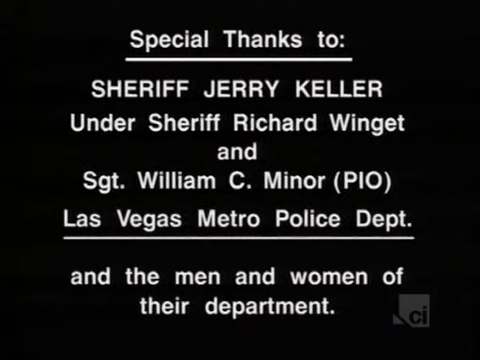 Special Thanks to:
SHERIFF JERRY KELLER
Under Sheriff Richard Winget
and
Sgt. William C. Minor (PIO)
Las Vegas Metro Police Dept.
and the men and women of
their department.
ci